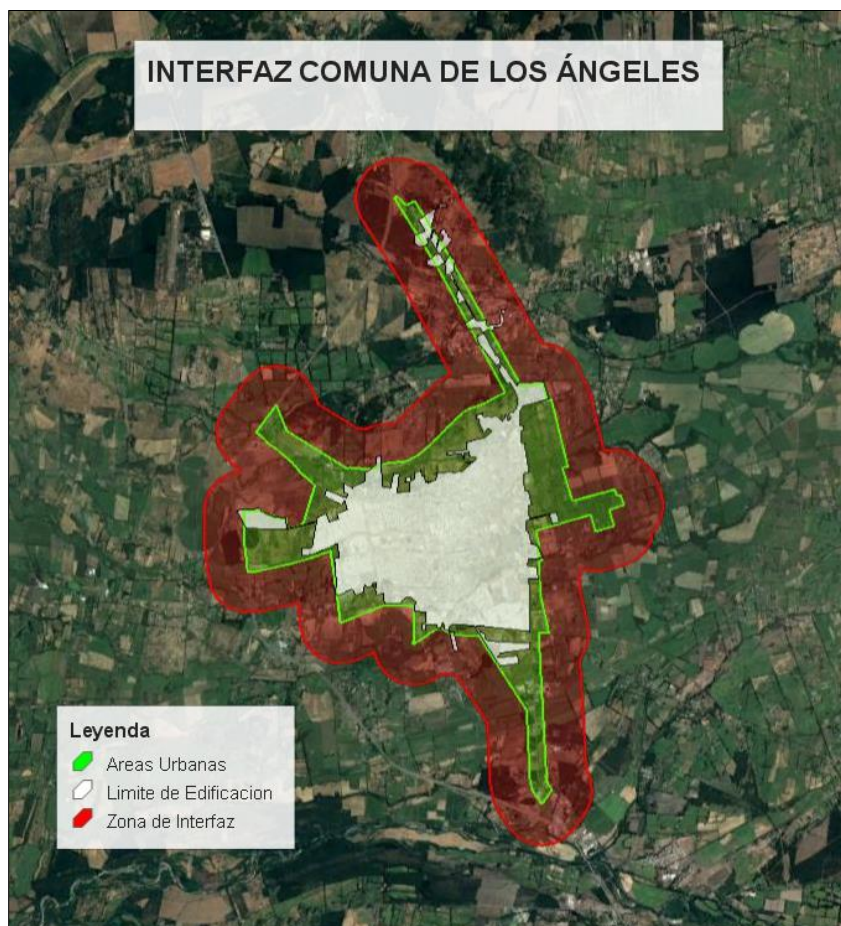 INTERFAZ COMUNA DE LOS ÁNGELES
Leyenda
Areas Urbanas
Limite de Edificacion
Zona de Interfaz